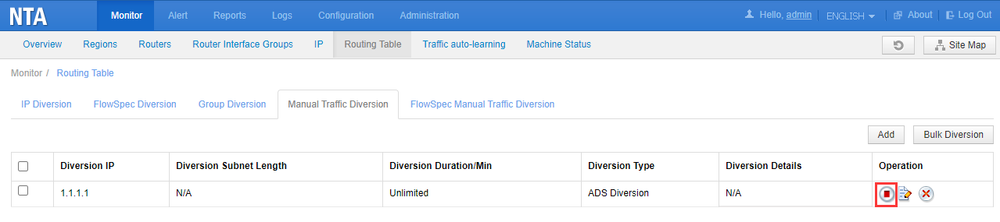 NTA Monitor Alert Reports Logs Configuration Administration Hello, admin ENGLISH About Log Out
Overview Regions Routers Router Interface Groups IP Routing Table Traffic auto-learning Machine Status Site Map
Monitor / Routing Table
IP Diversion FlowSpec Diversion Group Diversion Manual Traffic Diversion FlowSpec Manual Traffic Diversion
Add Bulk Diversion
Diversion IP Diversion Subnet Length Diversion Duration/Min Diversion Type Diversion Details Operation
1.1.1.1 N/A Unlimited ADS Diversion N/A